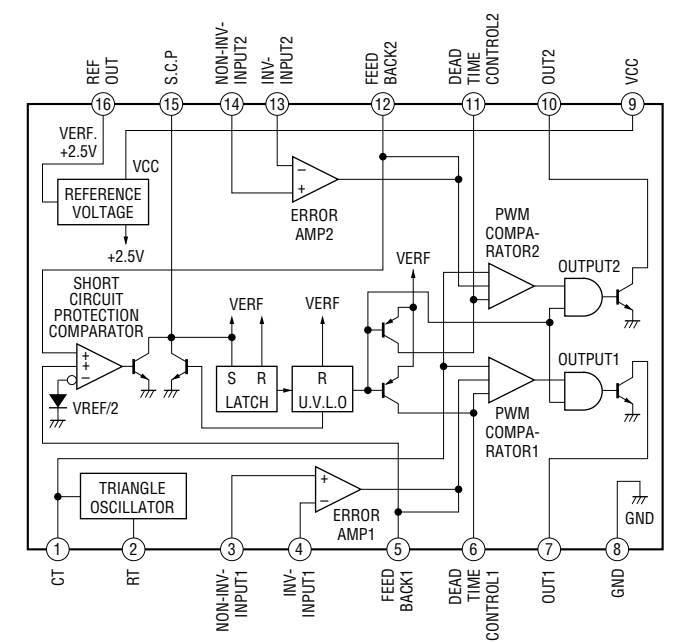 REF
OUT
S.C.P
NON-INV-
INPUT2
INV-
INPUT2
FEED
BACK2
DEAD
TIME
CONTROL2
OUT2
VCC
16
15
14
13
12
11
10
9
VERF.
+2.5V
VCC
REFERENCE
VOLTAGE
+2.5V
−
+
ERROR
AMP2
PWM
COMPA-
RATOR2
VERF
OUTPUT2
SHORT
CIRCUIT
PROTECTION
COMPARATOR
VERF
VERF
+
+
−
VREF/2
S R
LATCH
R
U.V.L.O
OUTPUT1
PWM
COMPA-
RATOR1
TRIANGLE
OSCILLATOR
+
−
ERROR
AMP1
GND
1
2
3
4
5
6
7
8
CT
RT
NON-INV-
INPUT1
INV-
INPUT1
FEED
BACK1
DEAD
TIME
CONTROL1
OUT1
GND